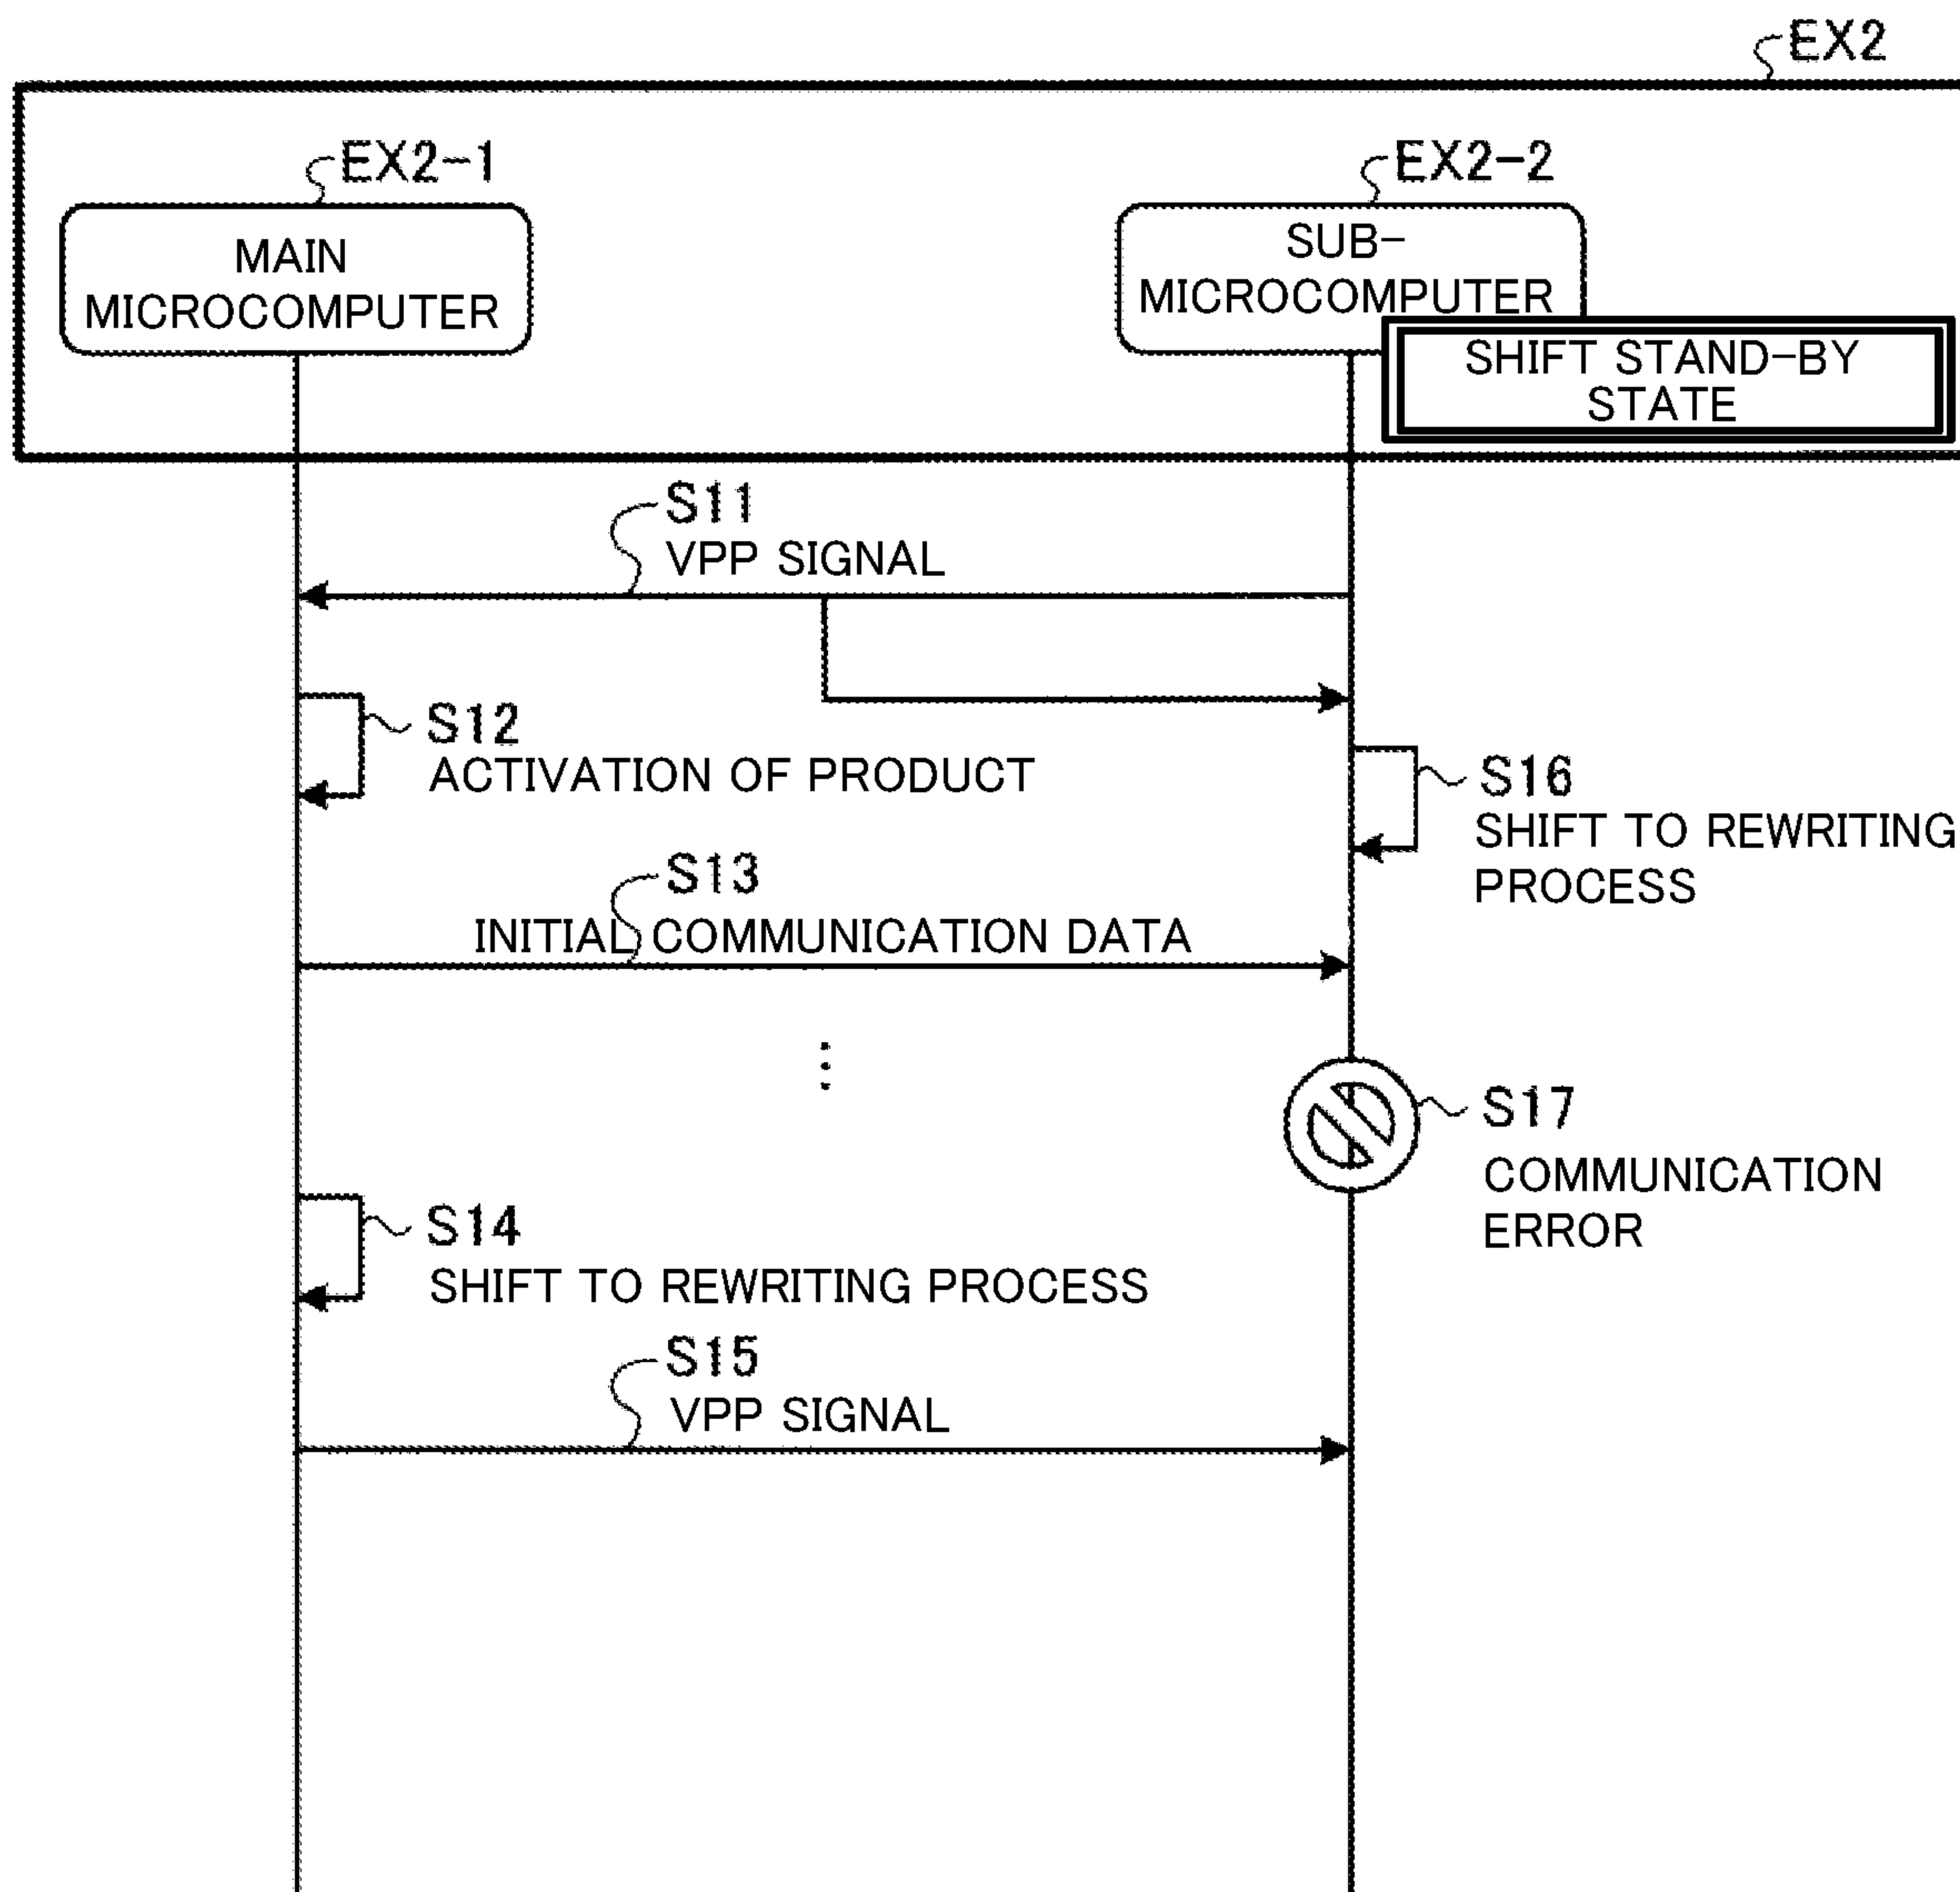 EX2
EX2-1
EX2-2
MAIN
MICROCOMPUTER
SUB-
MICROCOMPUTER
SHIFT STAND-BY
STATE
S11
VPP SIGNAL
S12
ACTIVATION OF PRODUCT
S16
SHIFT TO REWRITING
PROCESS
S13
INITIAL COMMUNICATION DATA
S17
COMMUNICATION
ERROR
S14
SHIFT TO REWRITING PROCESS
S15
VPP SIGNAL